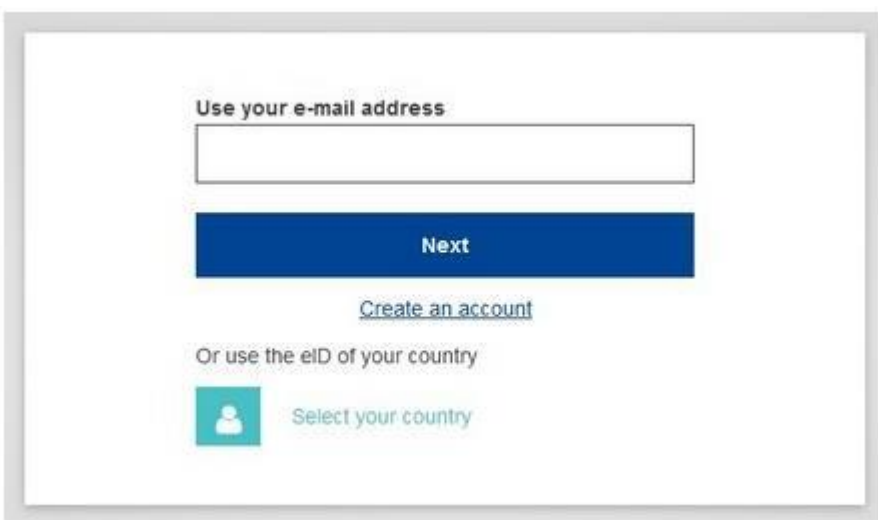 Use your e-mail address
Next
Create an account
Or use the eID of your country
Select your country